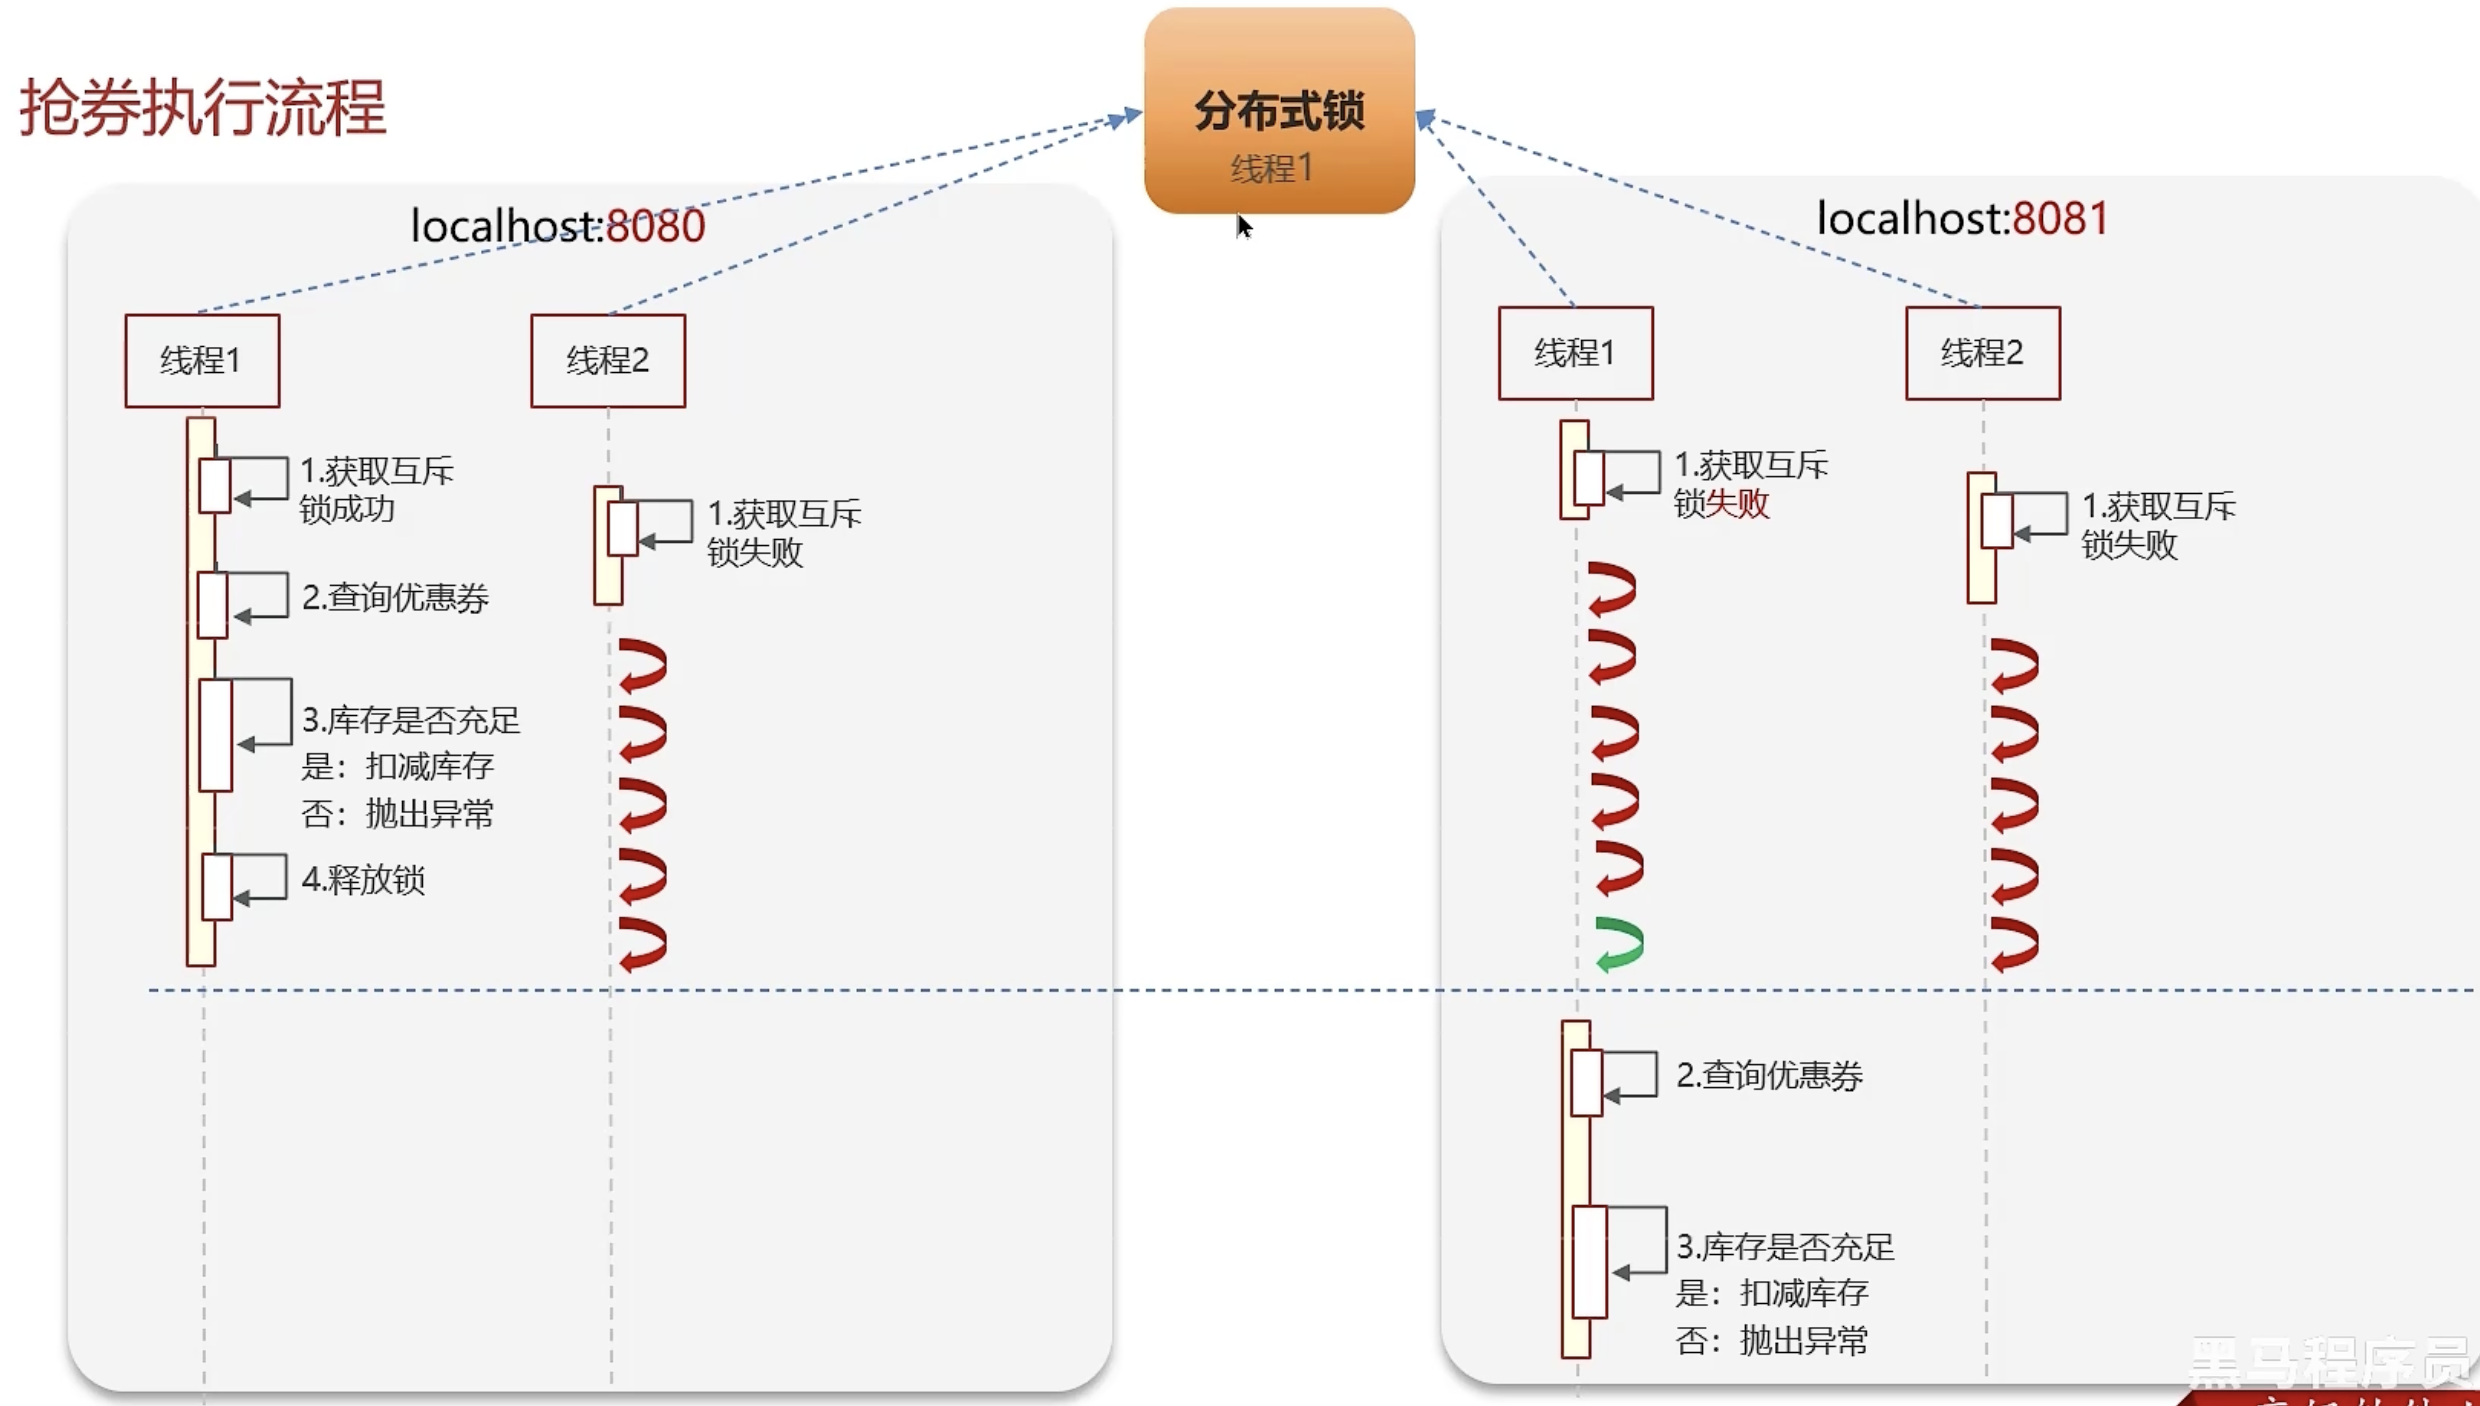 抢券执行流程
分布式锁
线程1
localhost:8080
线程1
线程2
1.获取互斥
锁成功
2.查询优惠券
3.库存是否充足
是：扣减库存
否：抛出异常
4.释放锁
1.获取互斥
锁失败
localhost:8081
线程1
线程2
1.获取互斥
锁失败
1.获取互斥
锁失败
2.查询优惠券
3.库存是否充足
是：扣减库存
否：抛出异常
黑马程序员